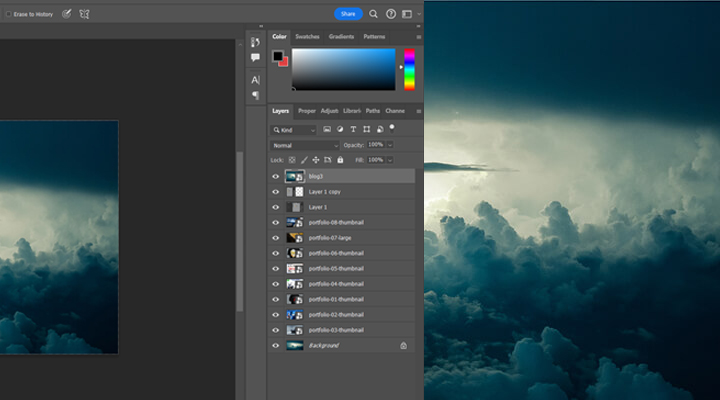 Erase to History
Share
Color Swatches Gradients Patterns
Layers Proper Adjust Librari Paths Channe
Kind
Normal Opacity: 100%
Lock: Fill: 100%
blog3
Layer 1 copy
Layer 1
portfolio-08-thumbnail
portfolio-07-large
portfolio-06-thumbnail
portfolio-05-thumbnail
portfolio-04-thumbnail
portfolio-01-thumbnail
portfolio-02-thumbnail
portfolio-03-thumbnail
Background